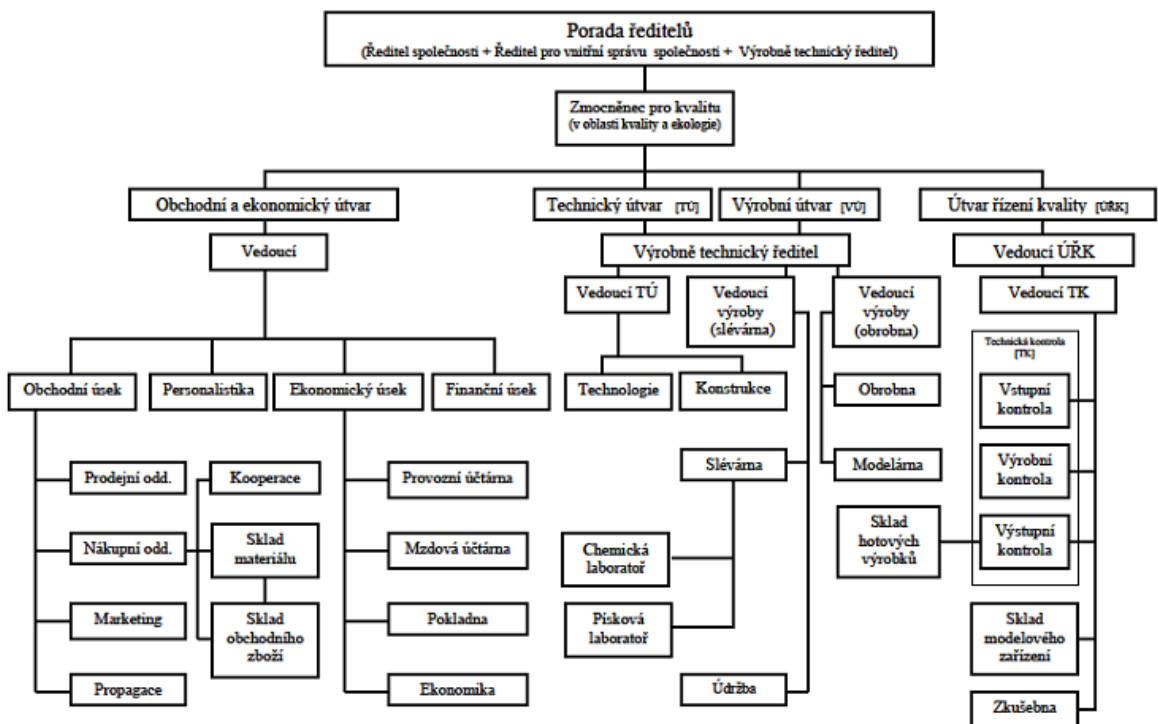 Porada ředitelů
(Ředitel společnosti + Ředitel pro vnitřní správu společnosti + Výrobně technický ředitel)
Zmocněnec pro kvalitu
(v oblasti kvality a ekologie)
Obchodní a ekonomický útvar
Technický útvar [TÚ]
Výrobní útvar [VÚ]
Útvar řízení kvality [ÚŘK]
Vedoucí
Výrobně technický ředitel
Vedoucí ÚŘK
Vedoucí TÚ
Vedoucí
výroby
(slévárna)
Vedoucí
výroby
(obrobna)
Vedoucí TK
Technická kontrola
[TK]
Obchodní úsek
Personalistika
Ekonomický úsek
Finanční úsek
Technologie
Konstrukce
Obrobna
Vstupní
kontrola
Prodejní odd.
Kooperace
Provozní účtárna
Slévárna
Modelárna
Výrobní
kontrola
Nákupní odd.
Sklad
materiálu
Mzdová účtárna
Chemická
laboratoř
Sklad
hotových
výrobků
Výstupní
kontrola
Marketing
Sklad
obchodního
zboží
Pokladna
Písková
laboratoř
Sklad
modelového
zařízení
Propagace
Ekonomika
Údržba
Zkušebna